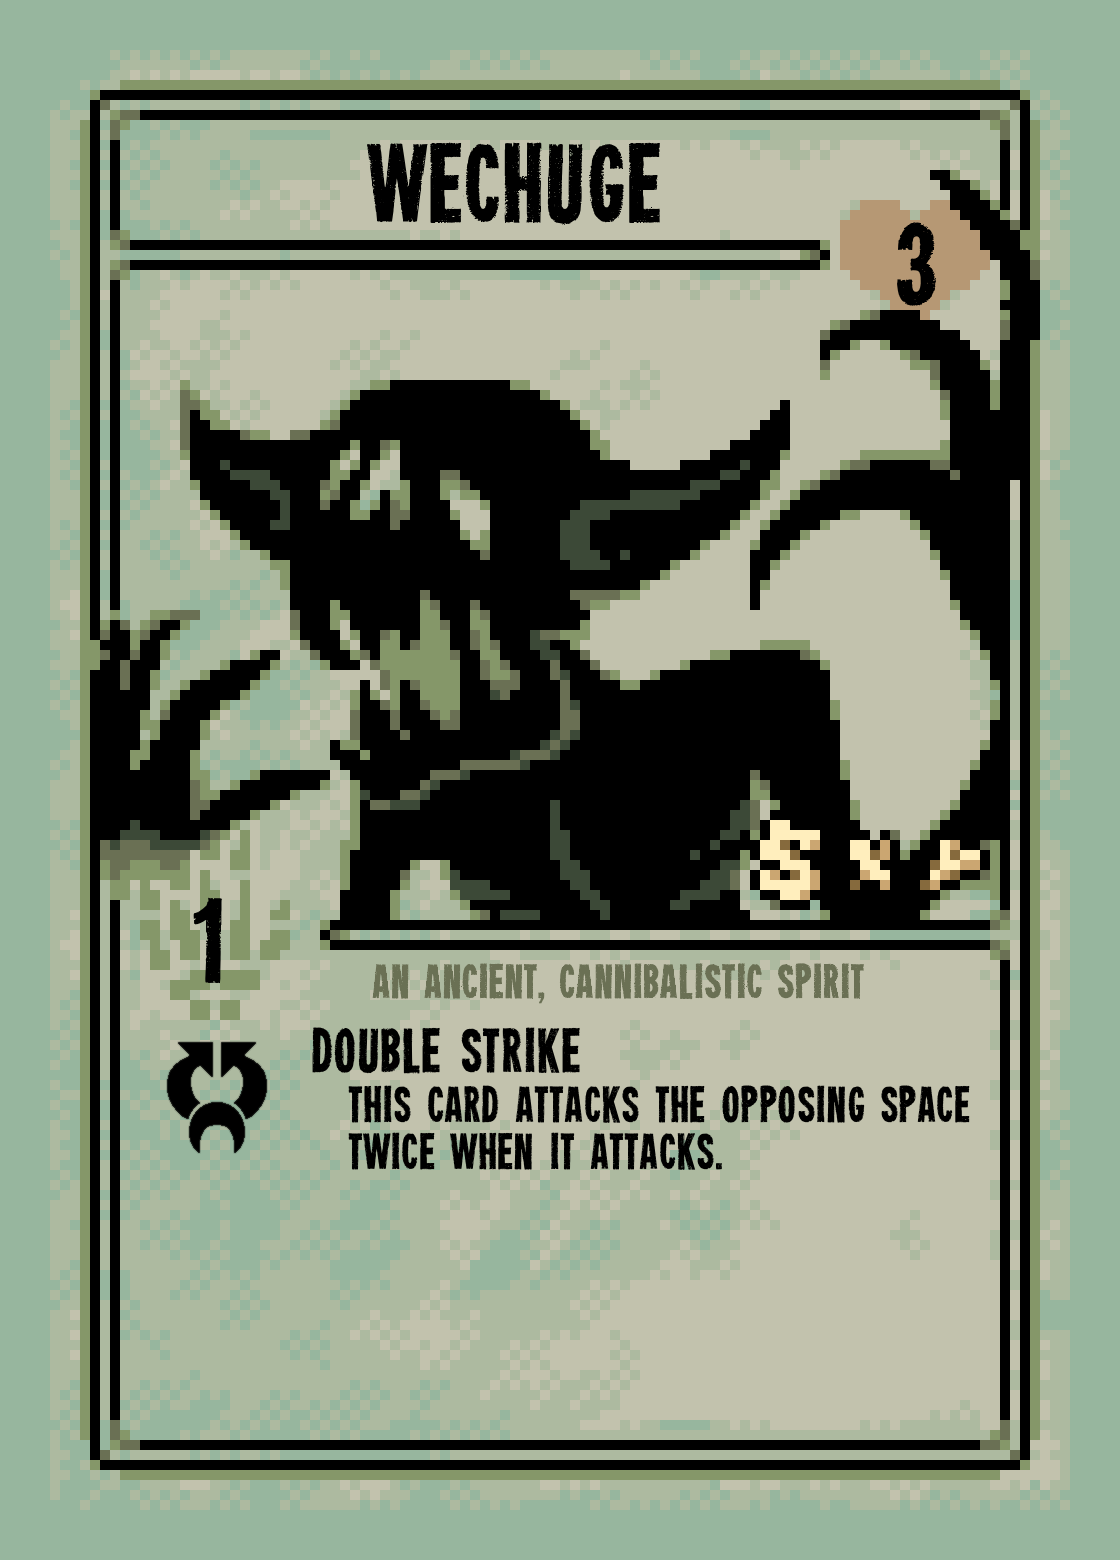 WECHUGE
3
S X Y
1
AN ANCIENT, CANNIBALISTIC SPIRIT
DOUBLE STRIKE
THIS CARD ATTACKS THE OPPOSING SPACE
TWICE WHEN IT ATTACKS.